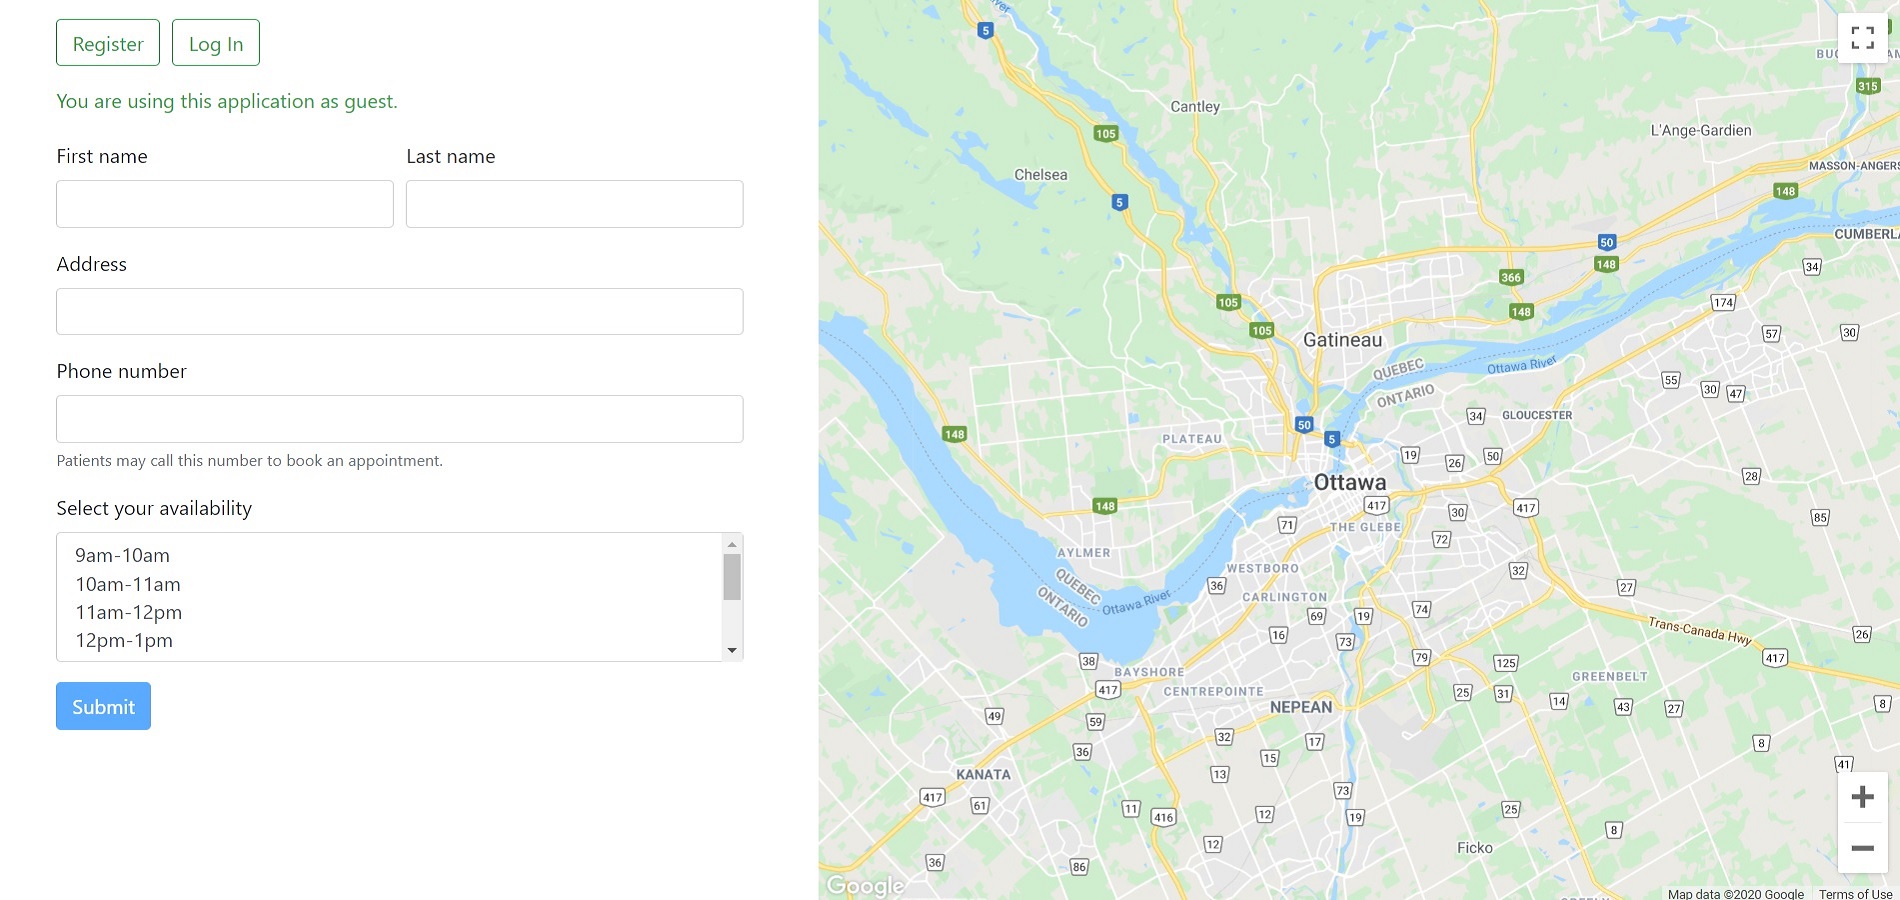 Register
Log In
You are using this application as guest.
First name
Last name
Address
Phone number
Patients may call this number to book an appointment.
Select your availability
9am-10am
10am-11am
11am-12pm
12pm-1pm
Submit
5
Cantley
315
105
L'Ange-Gardien
MASSON-ANGERS
Chelsea
148
5
CUMBERLA
50
148
34
366
105
174
148
105
57
30
Gatineau
QUEBEC
Ottawa River
ONTARIO
55
30
47
34
GLOUCESTER
50
5
148
PLATEAU
19
26
50
28
Ottawa
148
417
417
30
85
71
THE GLEBE
72
AYLMER
WESTBORO
32
QUEBEC
36
27
ONTARIO
Ottawa River
CARLINGTON
69
19
74
16
73
Trans-Canada Hwy
26
38
79
125
417
BAYSHORE
GREENBELT
417
CENTREPOINTE
25
31
14
43
27
8
NEPEAN
49
59
32
17
8
36
15
41
KANATA
13
73
417
61
11
416
12
19
25
8
12
Ficko
36
86
Google
Map data ©2020 Google
Terms of Use